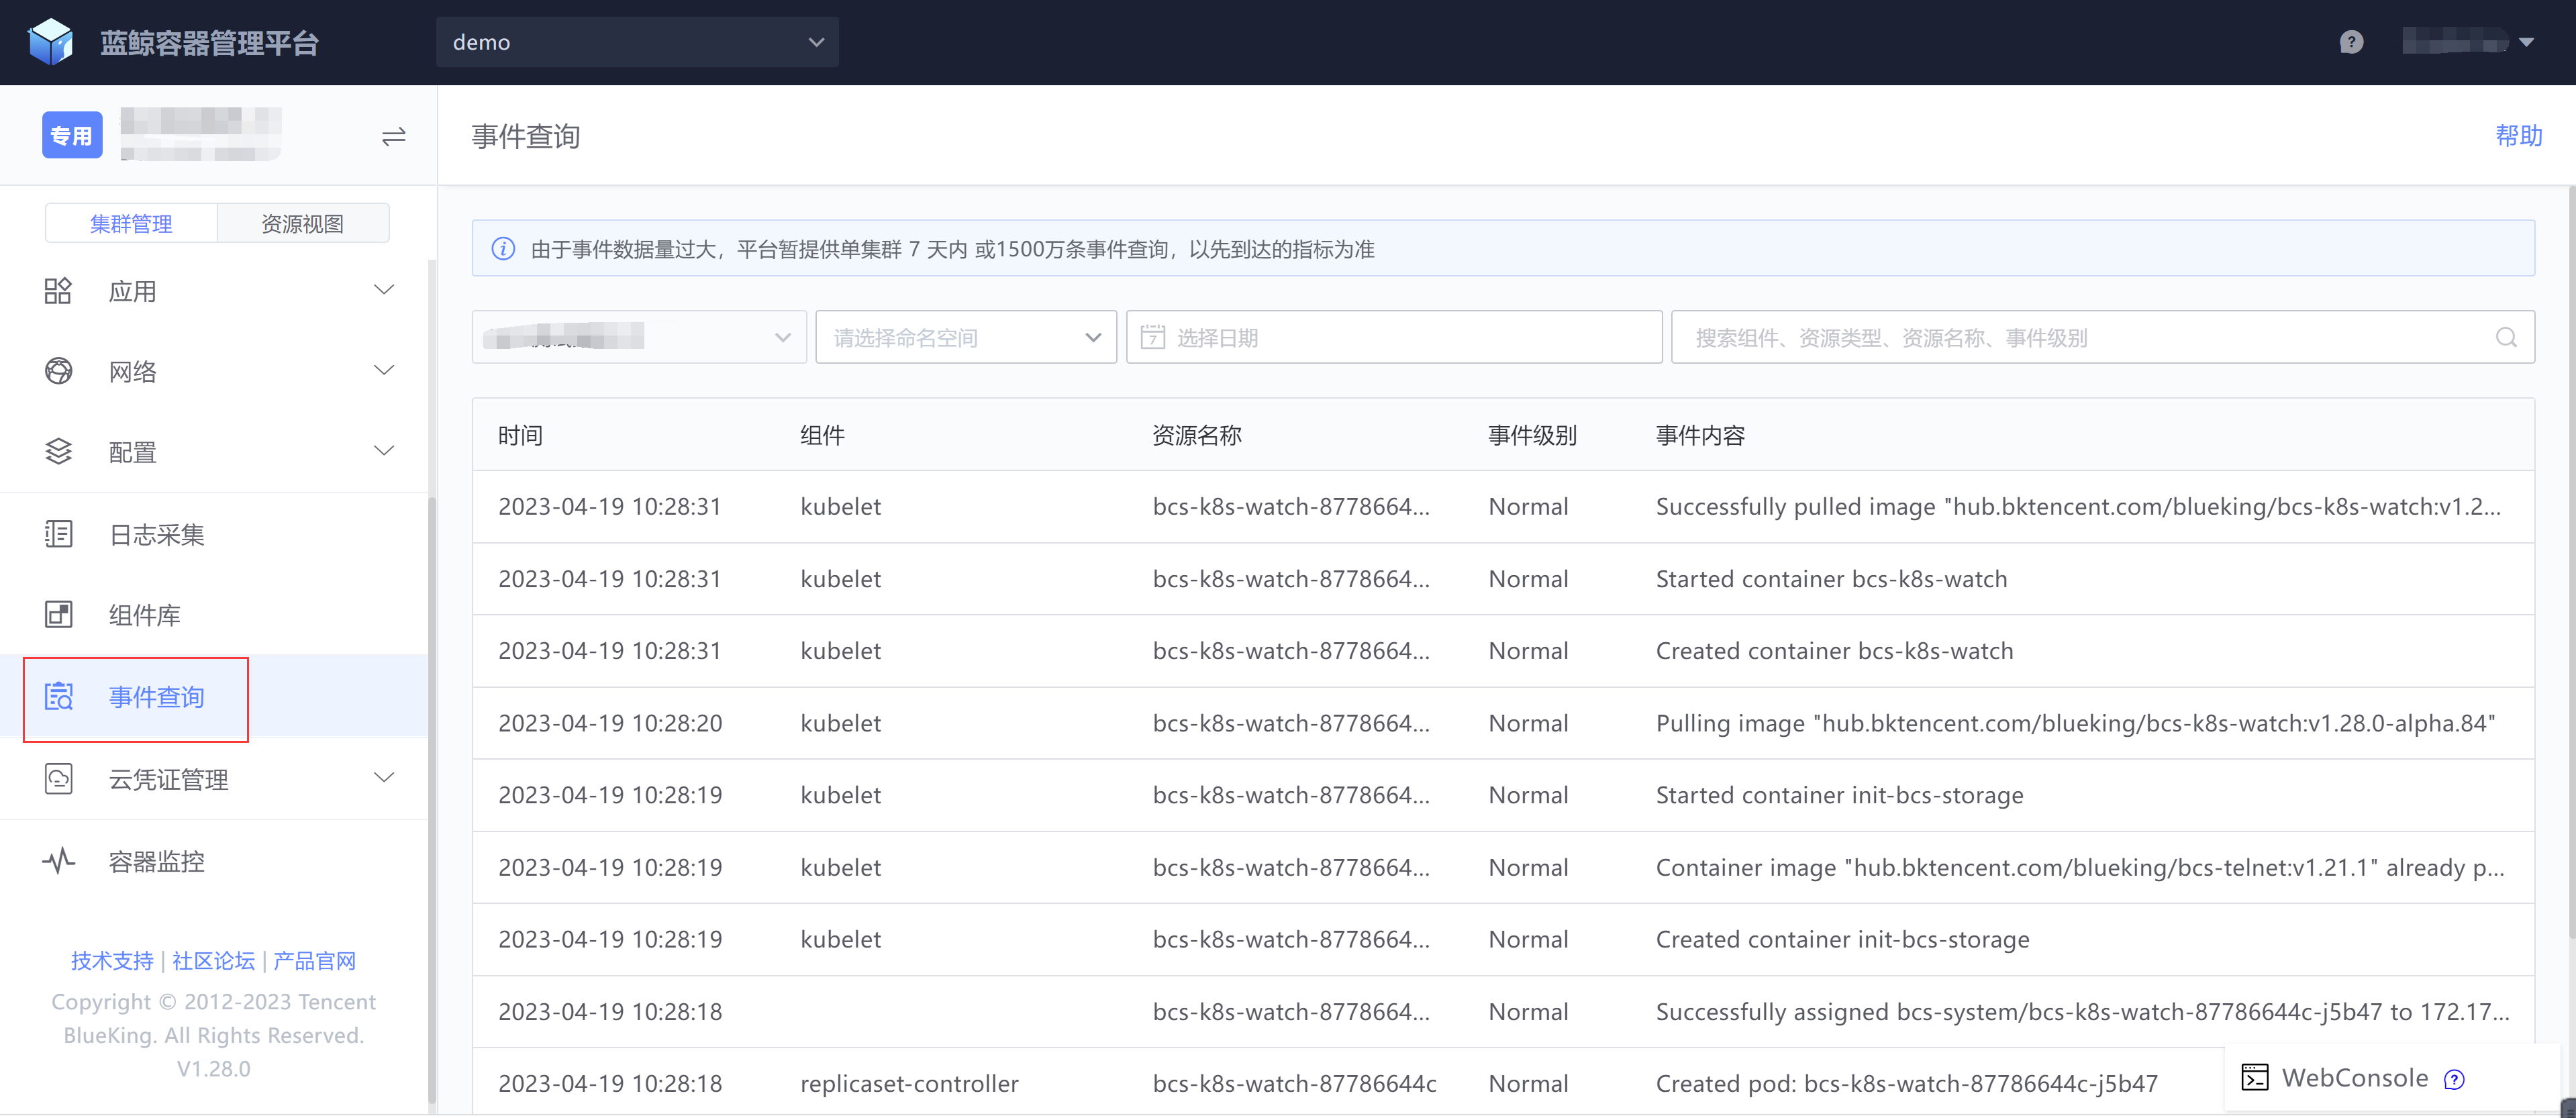 蓝鲸容器管理平台
demo
专用
事件查询
帮助
集群管理 资源视图
由于事件数据量过大，平台暂提供单集群 7 天内 或1500万条事件查询，以先到达的指标为准
应用
网络
配置
日志采集
组件库
事件查询
云凭证管理
容器监控
技术支持 | 社区论坛 | 产品官网
Copyright © 2012-2023 Tencent
BlueKing. All Rights Reserved.
V1.28.0
请选择命名空间 7 选择日期 搜索组件、资源类型、资源名称、事件级别
时间 组件 资源名称 事件级别 事件内容
2023-04-19 10:28:31 kubelet bcs-k8s-watch-8778664... Normal Successfully pulled image "hub.bktencent.com/blueking/bcs-k8s-watch:v1.2...
2023-04-19 10:28:31 kubelet bcs-k8s-watch-8778664... Normal Started container bcs-k8s-watch
2023-04-19 10:28:31 kubelet bcs-k8s-watch-8778664... Normal Created container bcs-k8s-watch
2023-04-19 10:28:20 kubelet bcs-k8s-watch-8778664... Normal Pulling image "hub.bktencent.com/blueking/bcs-k8s-watch:v1.28.0-alpha.84"
2023-04-19 10:28:19 kubelet bcs-k8s-watch-8778664... Normal Started container init-bcs-storage
2023-04-19 10:28:19 kubelet bcs-k8s-watch-8778664... Normal Container image "hub.bktencent.com/blueking/bcs-telnet:v1.21.1" already p...
2023-04-19 10:28:19 kubelet bcs-k8s-watch-8778664... Normal Created container init-bcs-storage
2023-04-19 10:28:18 bcs-k8s-watch-8778664... Normal Successfully assigned bcs-system/bcs-k8s-watch-87786644c-j5b47 to 172.17...
2023-04-19 10:28:18 replicaset-controller bcs-k8s-watch-87786644c Normal Created pod: bcs-k8s-watch-87786644c-j5b47
WebConsole